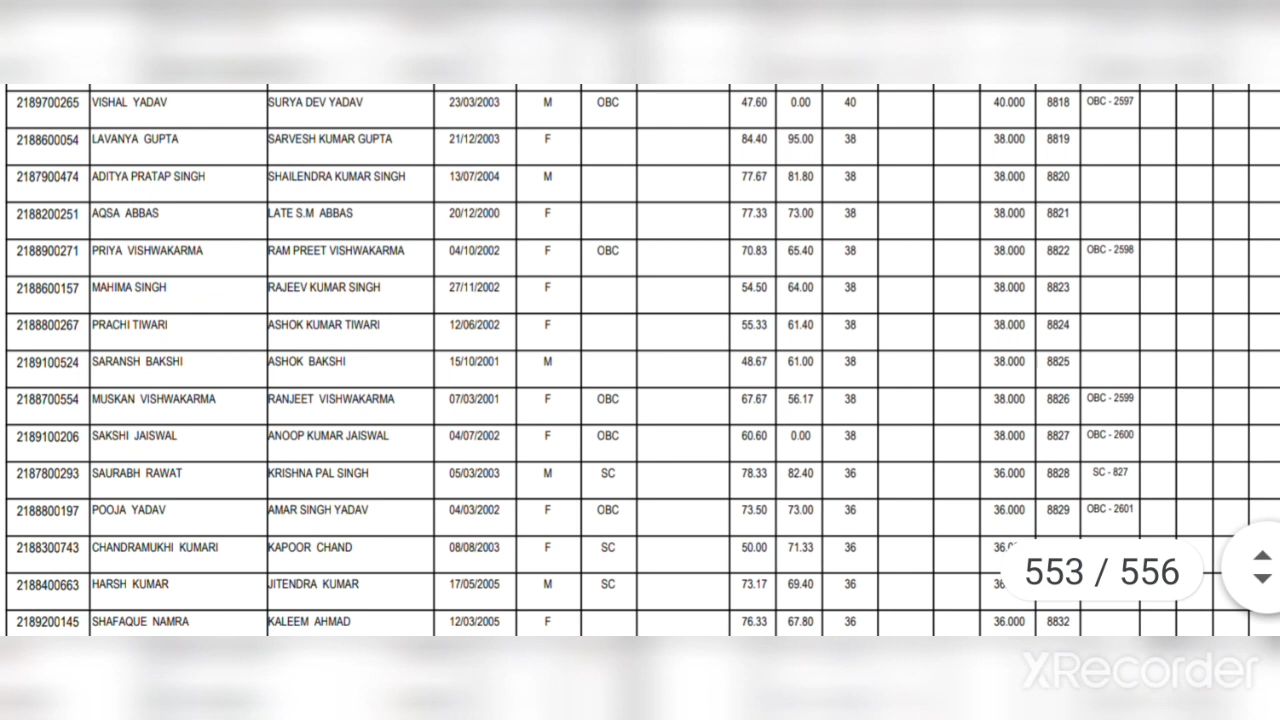 2189700265 VISHAL YADAV SURYA DEV YADAV 23/03/2003 M OBC 47.60 0.00 40 40.000 8818 OBC - 2597
2188600054 LAVANYA GUPTA SARVESH KUMAR GUPTA 21/12/2003 F 84.40 95.00 38 38.000 8819
2187900474 ADITYA PRATAP SINGH SHAILENDRA KUMAR SINGH 13/07/2004 M 77.67 81.80 38 38.000 8820
2188200251 AQSA ABBAS LATE S.M ABBAS 20/12/2000 F 77.33 73.00 38 38.000 8821
2188900271 PRIYA VISHWAKARMA RAM PREET VISHWAKARMA 04/10/2002 F OBC 70.83 65.40 38 38.000 8822 OBC - 2598
2188600157 MAHIMA SINGH RAJEEV KUMAR SINGH 27/11/2002 F 54.50 64.00 38 38.000 8823
2188800267 PRACHI TIWARI ASHOK KUMAR TIWARI 12/06/2002 F 55.33 61.40 38 38.000 8824
2189100524 SARANSH BAKSHI ASHOK BAKSHI 15/10/2001 M 48.67 61.00 38 38.000 8825
2188700554 MUSKAN VISHWAKARMA RANJEET VISHWAKARMA 07/03/2001 F OBC 67.67 56.17 38 38.000 8826 OBC - 2599
2189100206 SAKSHI JAISWAL ANOOP KUMAR JAISWAL 04/07/2002 F OBC 60.60 0.00 38 38.000 8827 OBC - 2600
2187800293 SAURABH RAWAT KRISHNA PAL SINGH 05/03/2003 M SC 78.33 82.40 36 36.000 8828 SC - 827
2188800197 POOJA YADAV AMAR SINGH YADAV 04/03/2002 F OBC 73.50 73.00 36 36.000 8829 OBC - 2601
2188300743 CHANDRAMUKHI KUMARI KAPOOR CHAND 08/08/2003 F SC 50.00 71.33 36
2188400663 HARSH KUMAR JITENDRA KUMAR 17/05/2005 M SC 73.17 69.40 36
553 / 556
2189200145 SHAFAQUE NAMRA KALEEM AHMAD 12/03/2005 F 76.33 67.80 36 36.000 8832
XRecorder